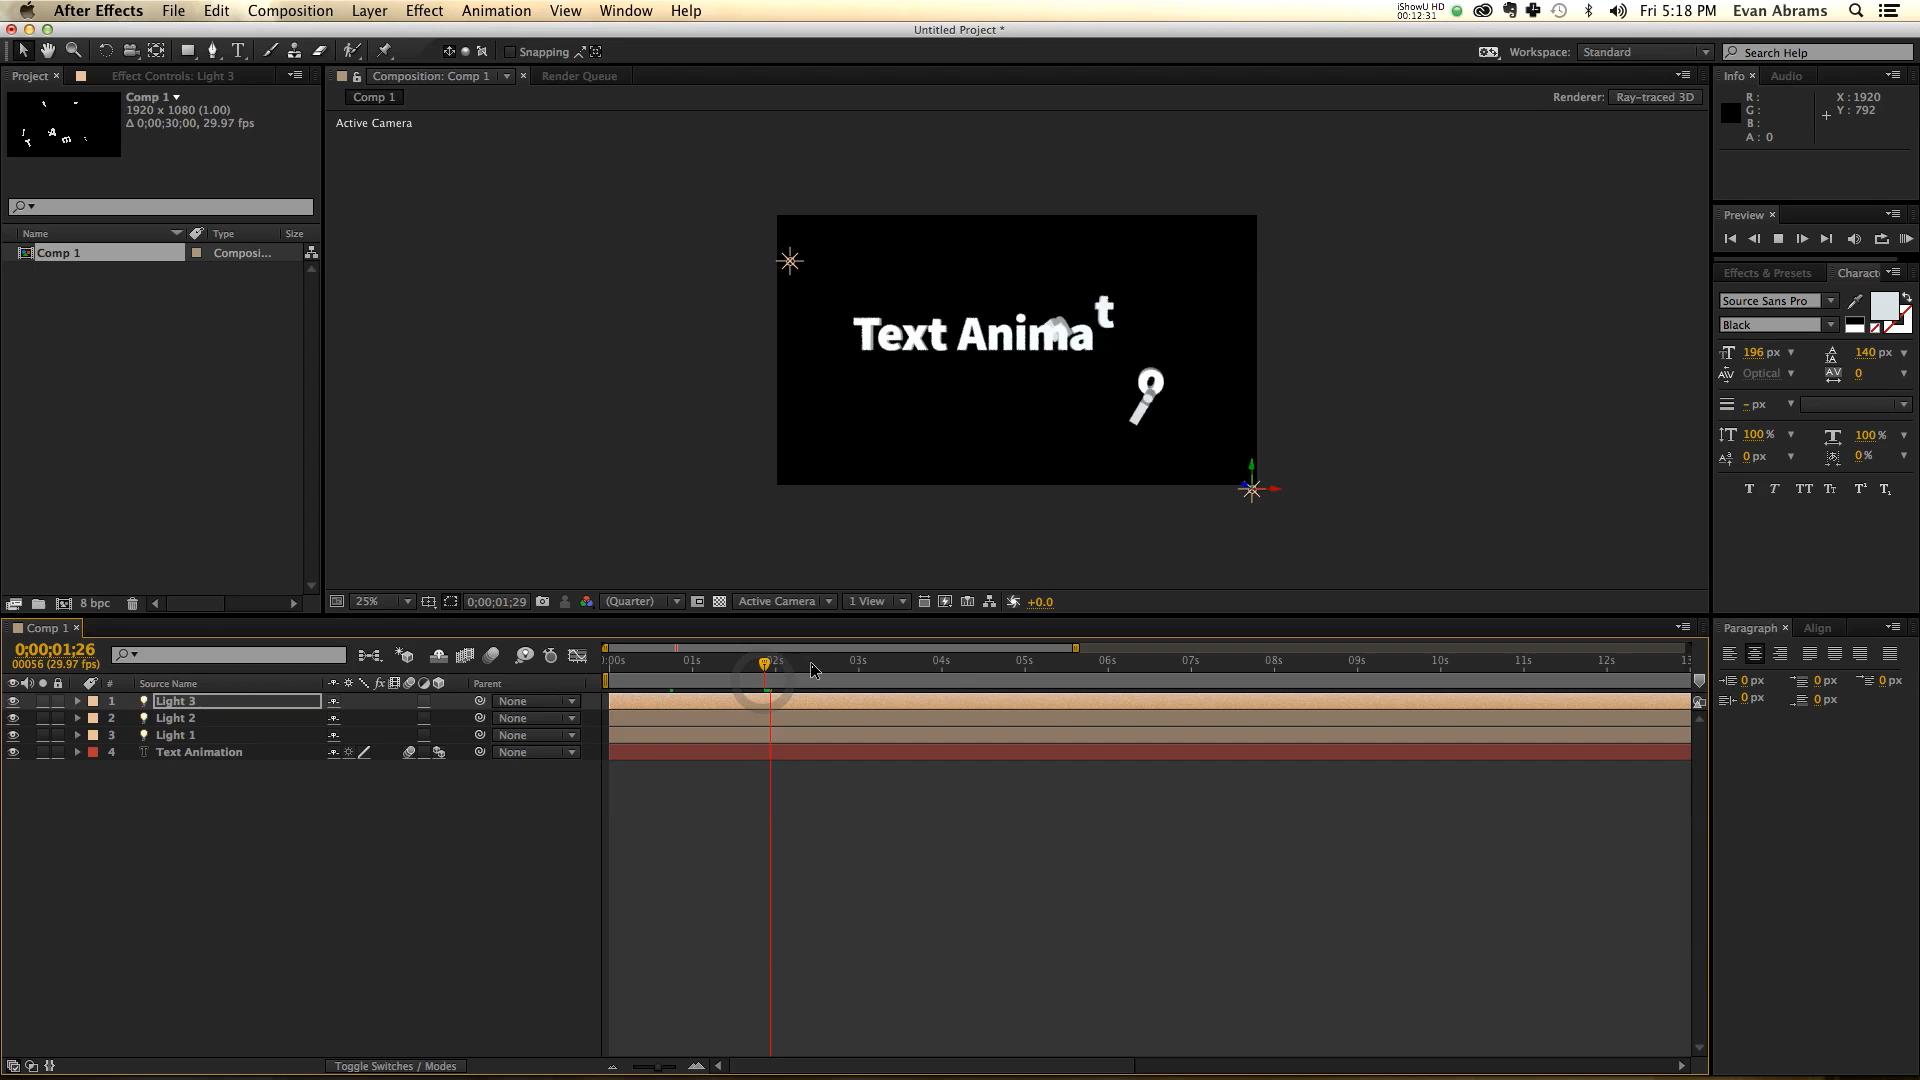 After Effects File Edit Composition Layer Effect Animation View Window Help
iShowU HD
00:12:31
Fri 5:18 PM Evan Abrams
Untitled Project *
Snapping
Workspace: Standard
Search Help
Project Effect Controls: Light 3
Composition: Comp 1 Render Queue
Info Audio
Comp 1
1920 x 1080 (1.00)
Δ 0;00;30;00, 29.97 fps
Comp 1
Renderer: Ray-traced 3D
R :
G :
B :
A : 0
X : 1920
Y : 792
Active Camera
Preview
Name Type Size
Comp 1 Composi...
Effects & Presets Charact
Source Sans Pro
Black
Text Animat
196 px 140 px
Optical 0
- px
100 % 100 %
0 px 0 %
T T TT Tt T¹ T₁
8 bpc
25% 0;00;01;29 (Quarter) Active Camera 1 View +0.0
Comp 1
Paragraph Align
0;00;01;26
00056 (29.97 fps)
:00s 01s 02s 03s 04s 05s 06s 07s 08s 09s 10s 11s 12s 13
0 px 0 px 0 px
0 px 0 px
# Source Name fx Parent
1 Light 3 None
2 Light 2 None
3 Light 1 None
4 T Text Animation None
Toggle Switches / Modes